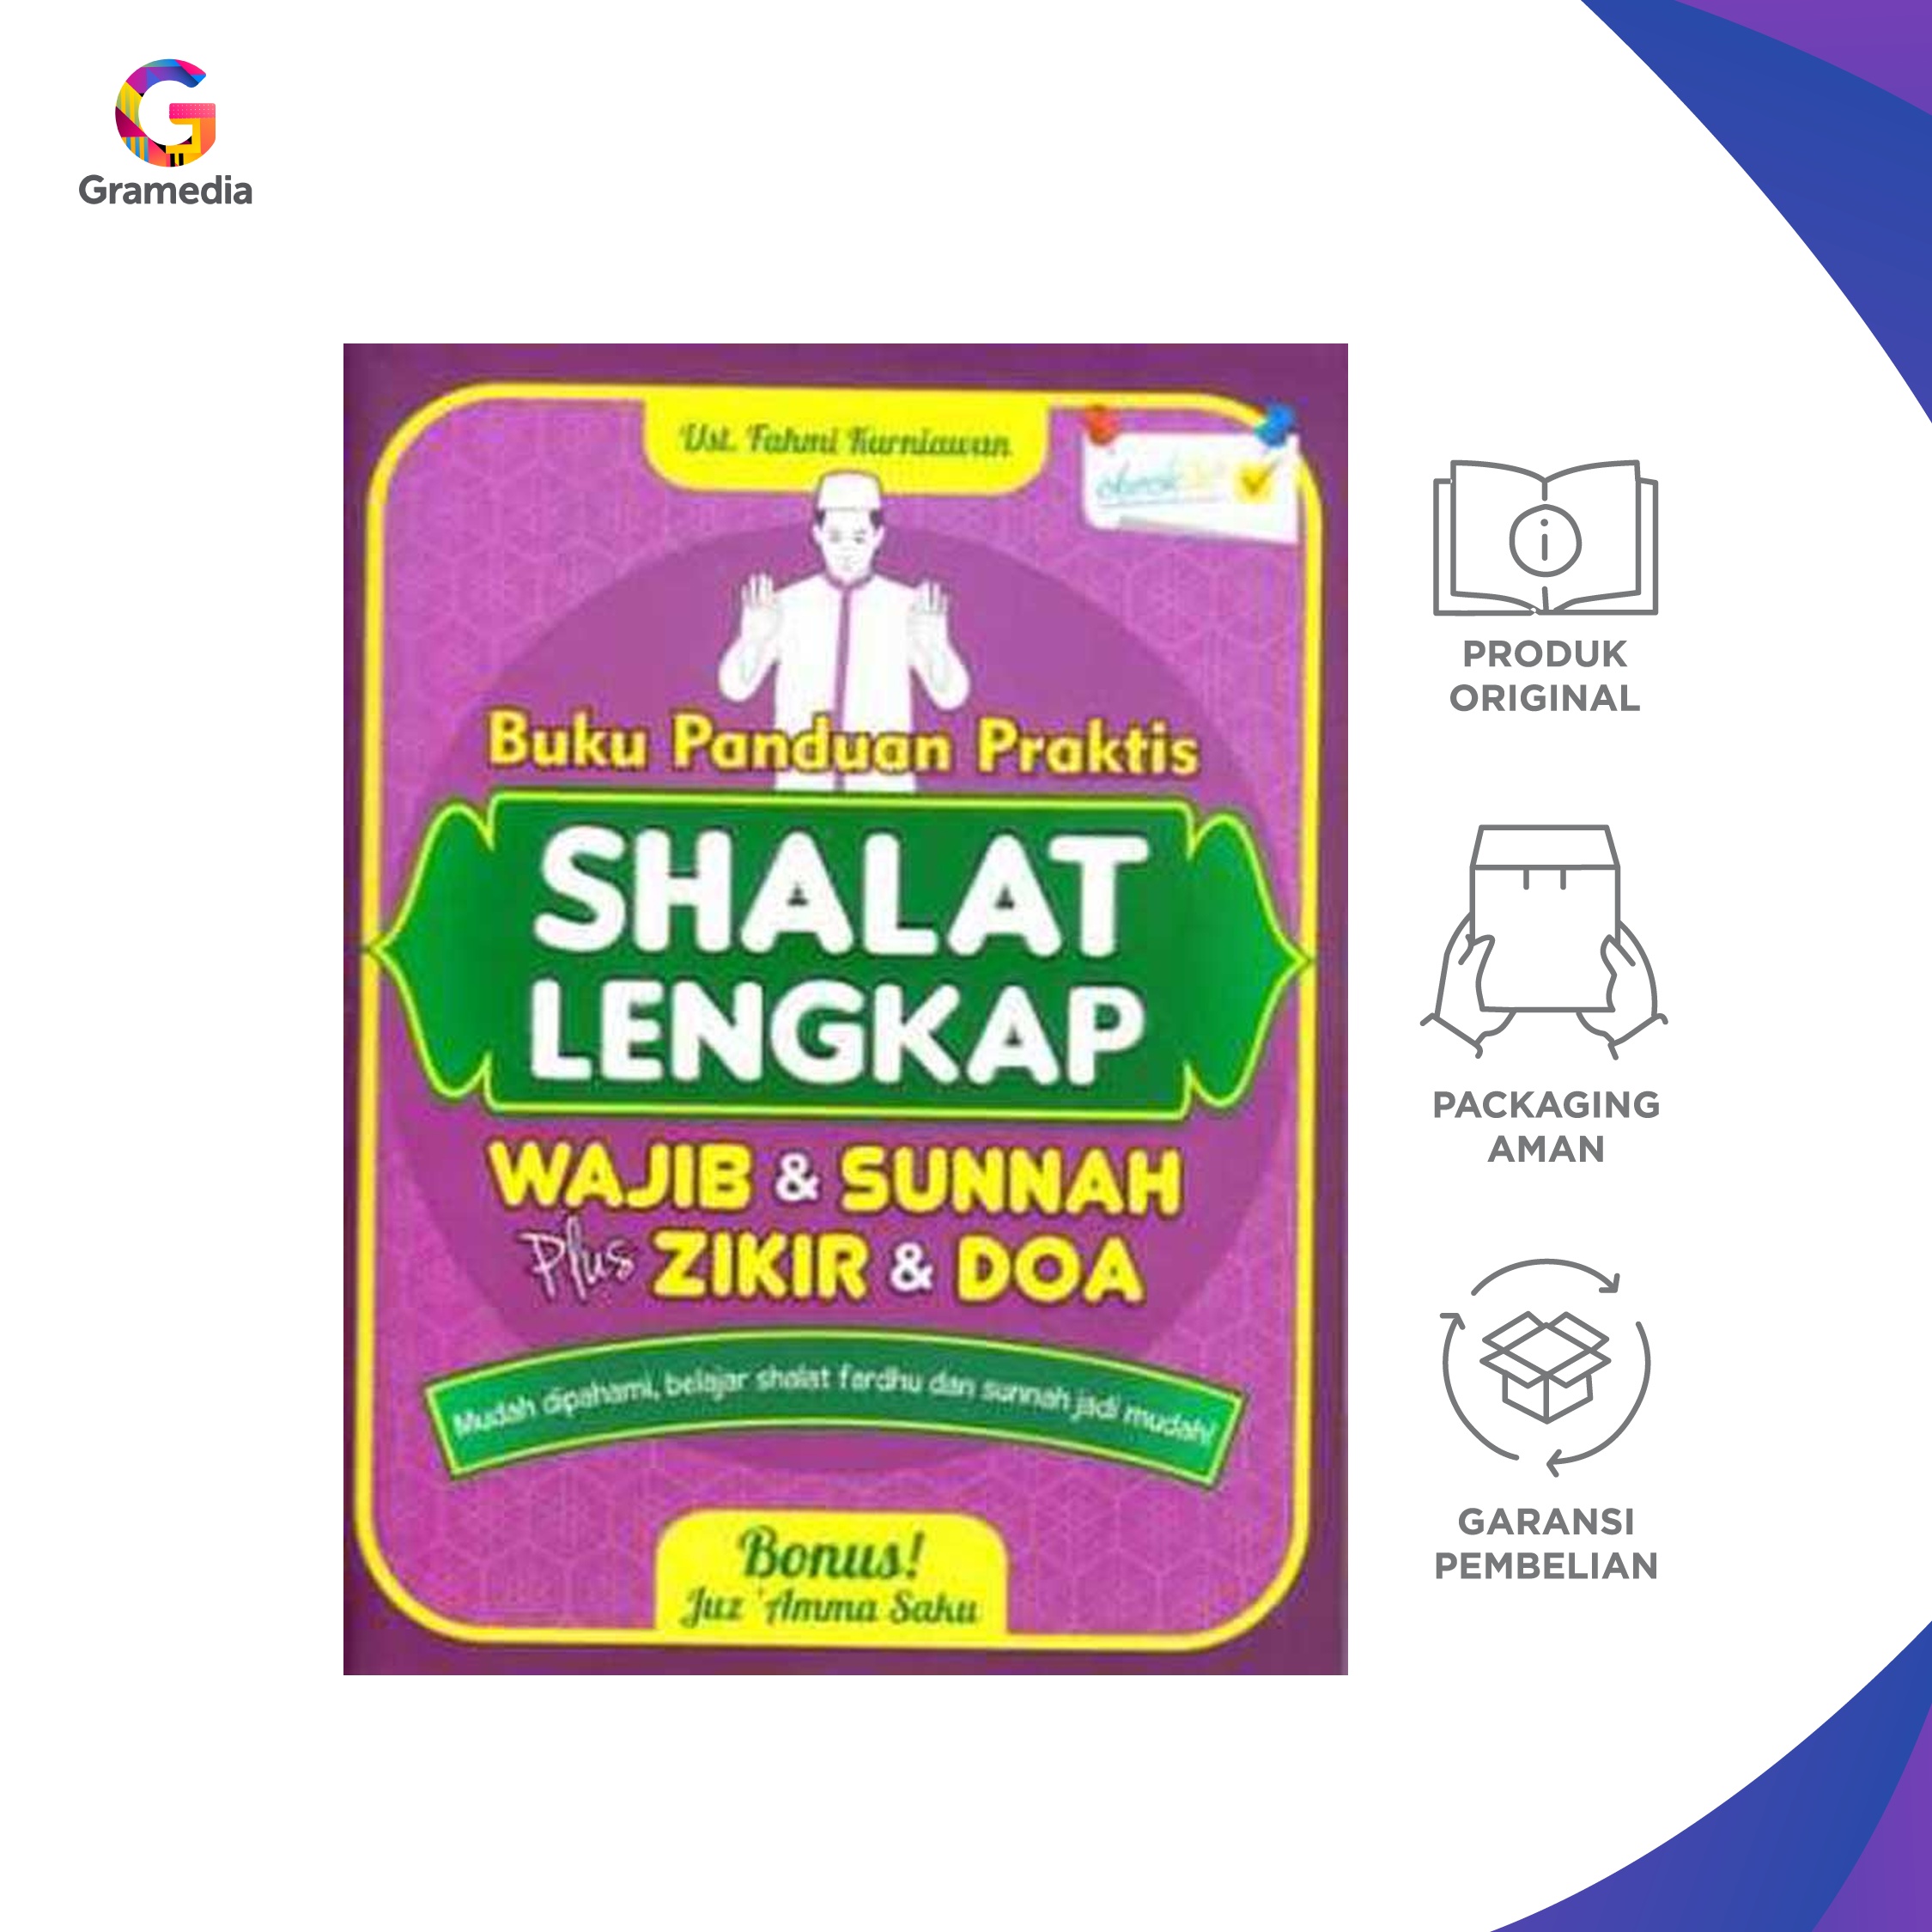 Gramedia
Ust. Fahmi Kurniawan
Buku Panduan Praktis
SHALAT
LENGKAP
WAJIB & SUNNAH
Plus ZIKIR & DOA
Mudah dipahami, belajar shalat fardhu dan sunnah jadi mudah!
Bonus!
Juz 'Amma Saku
PRODUK
ORIGINAL
PACKAGING
AMAN
GARANSI
PEMBELIAN